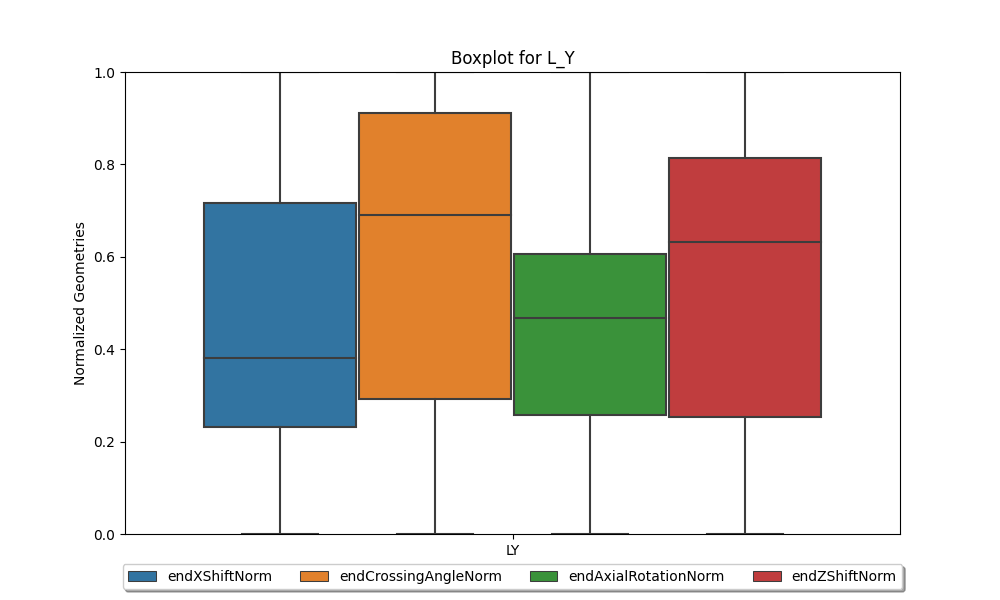 Boxplot for L_Y
1.0
0.8
0.6
0.4
0.2
0.0
Normalized Geometries
LY
endXShiftNorm endCrossingAngleNorm endAxialRotationNorm endZShiftNorm